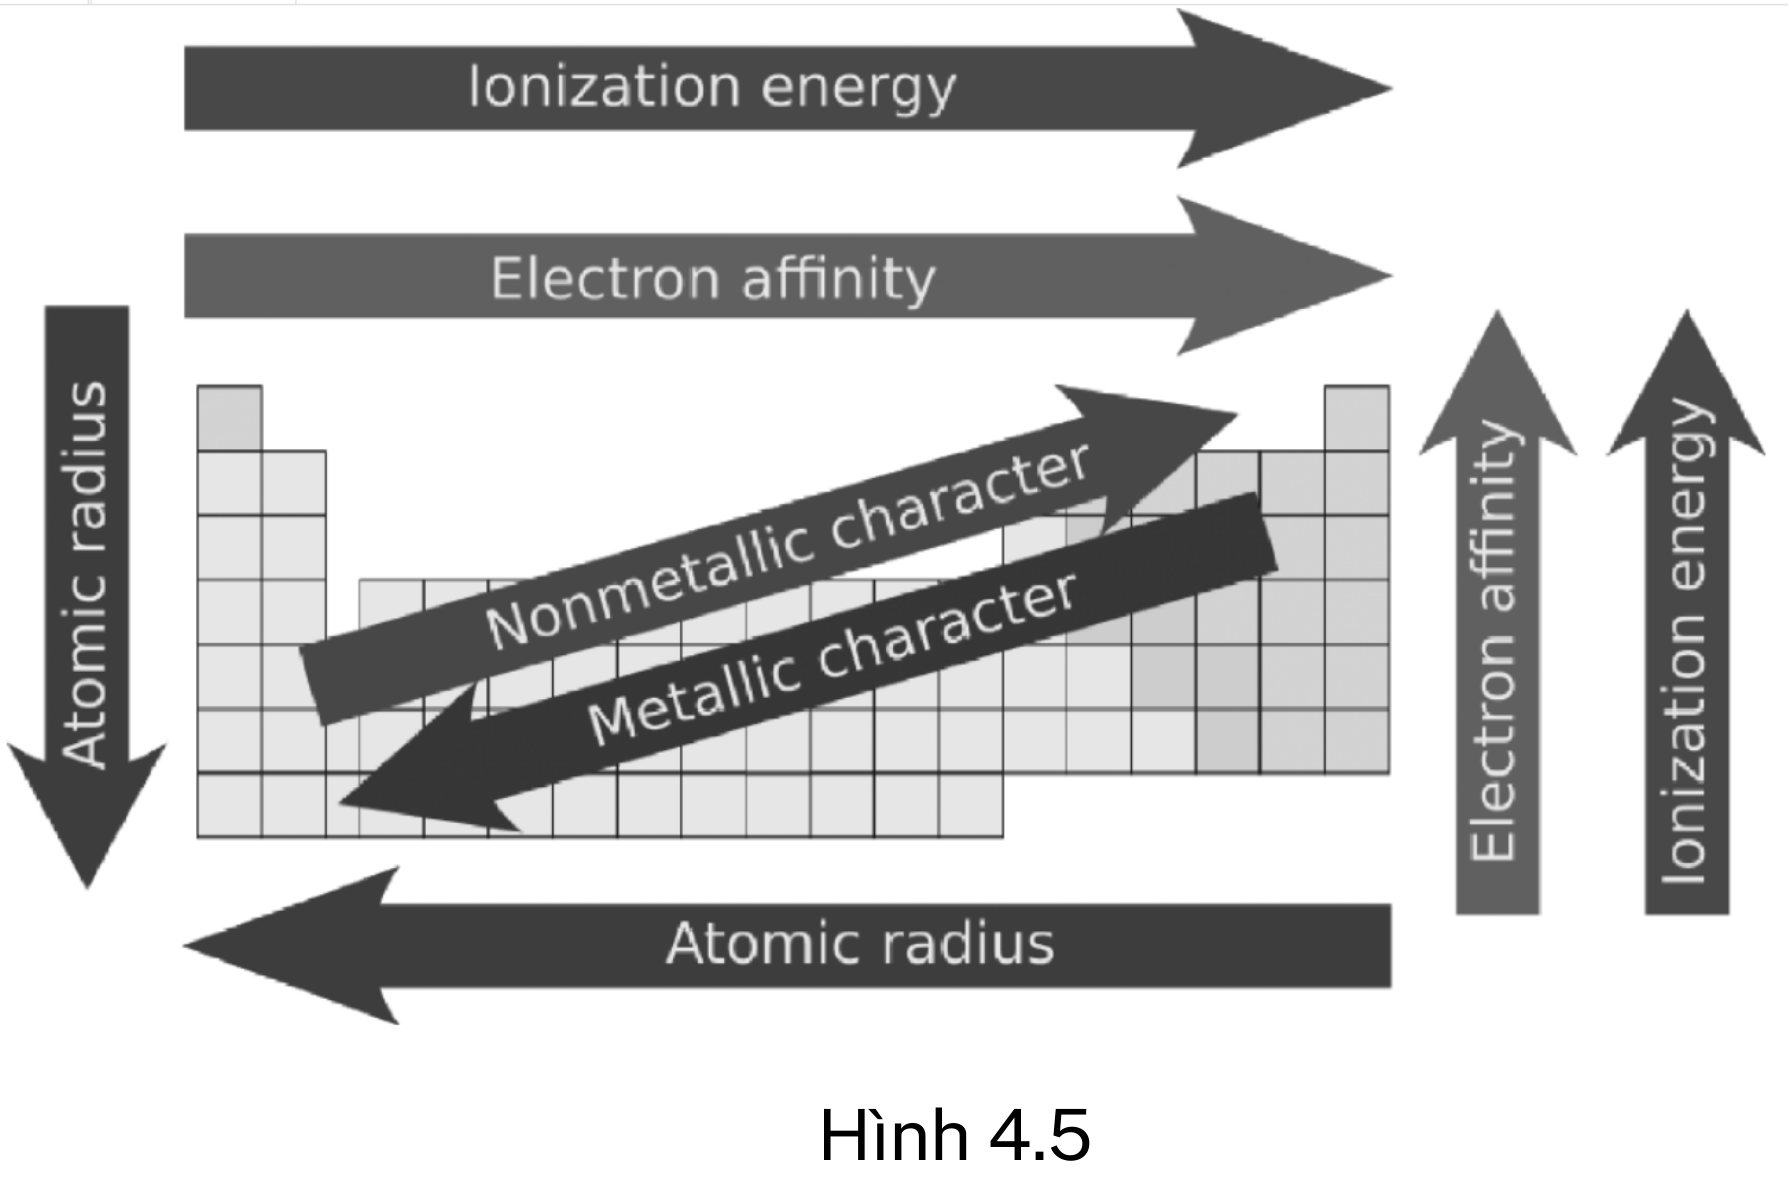 Ionization energy
Electron affinity
Atomic radius
Nonmetallic character
Metallic character
Electron affinity
Ionization energy
Atomic radius
Hình 4.5